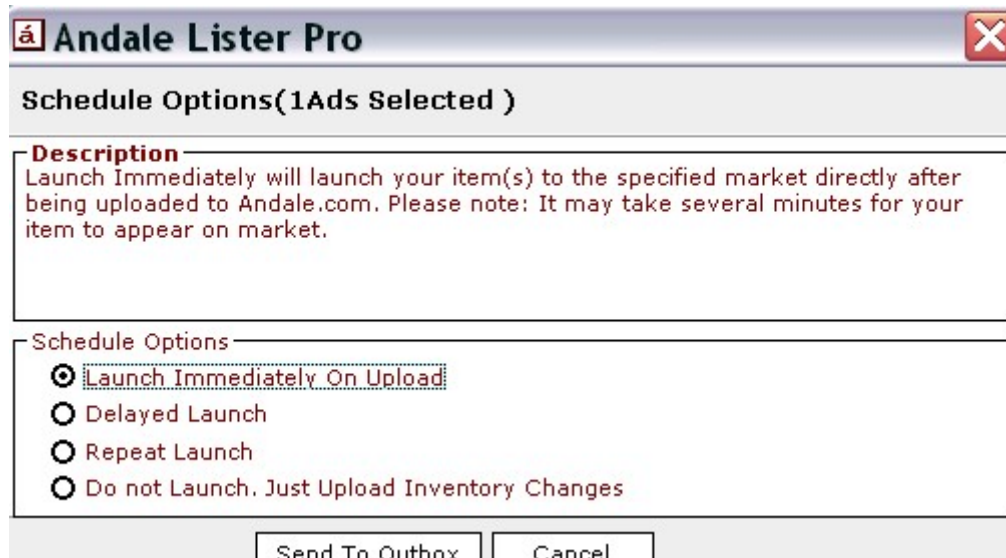 á Andale Lister Pro
Schedule Options(1Ads Selected )
Description
Launch Immediately will launch your item(s) to the specified market directly after
being uploaded to Andale.com. Please note: It may take several minutes for your
item to appear on market.
Schedule Options
Launch Immediately On Upload
Delayed Launch
Repeat Launch
Do not Launch. Just Upload Inventory Changes
Send To Outbox Cancel